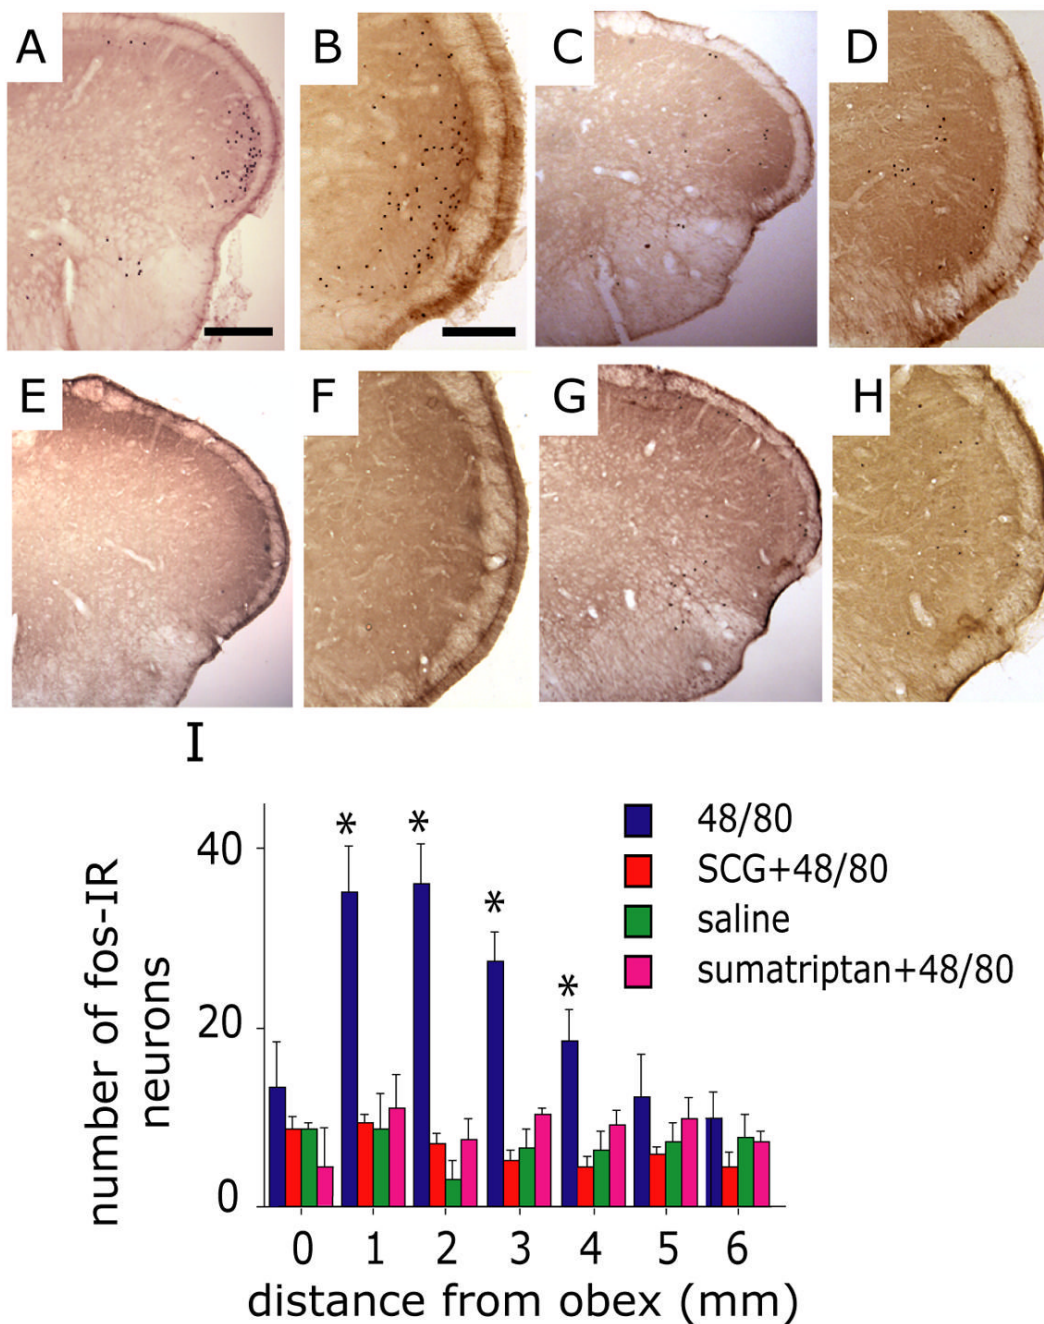 A
B
C
D
E
F
G
H
I
number of fos-IR
neurons
40
20
0
*
*
*
*
48/80
SCG+48/80
saline
sumatriptan+48/80
0 1 2 3 4 5 6
distance from obex (mm)